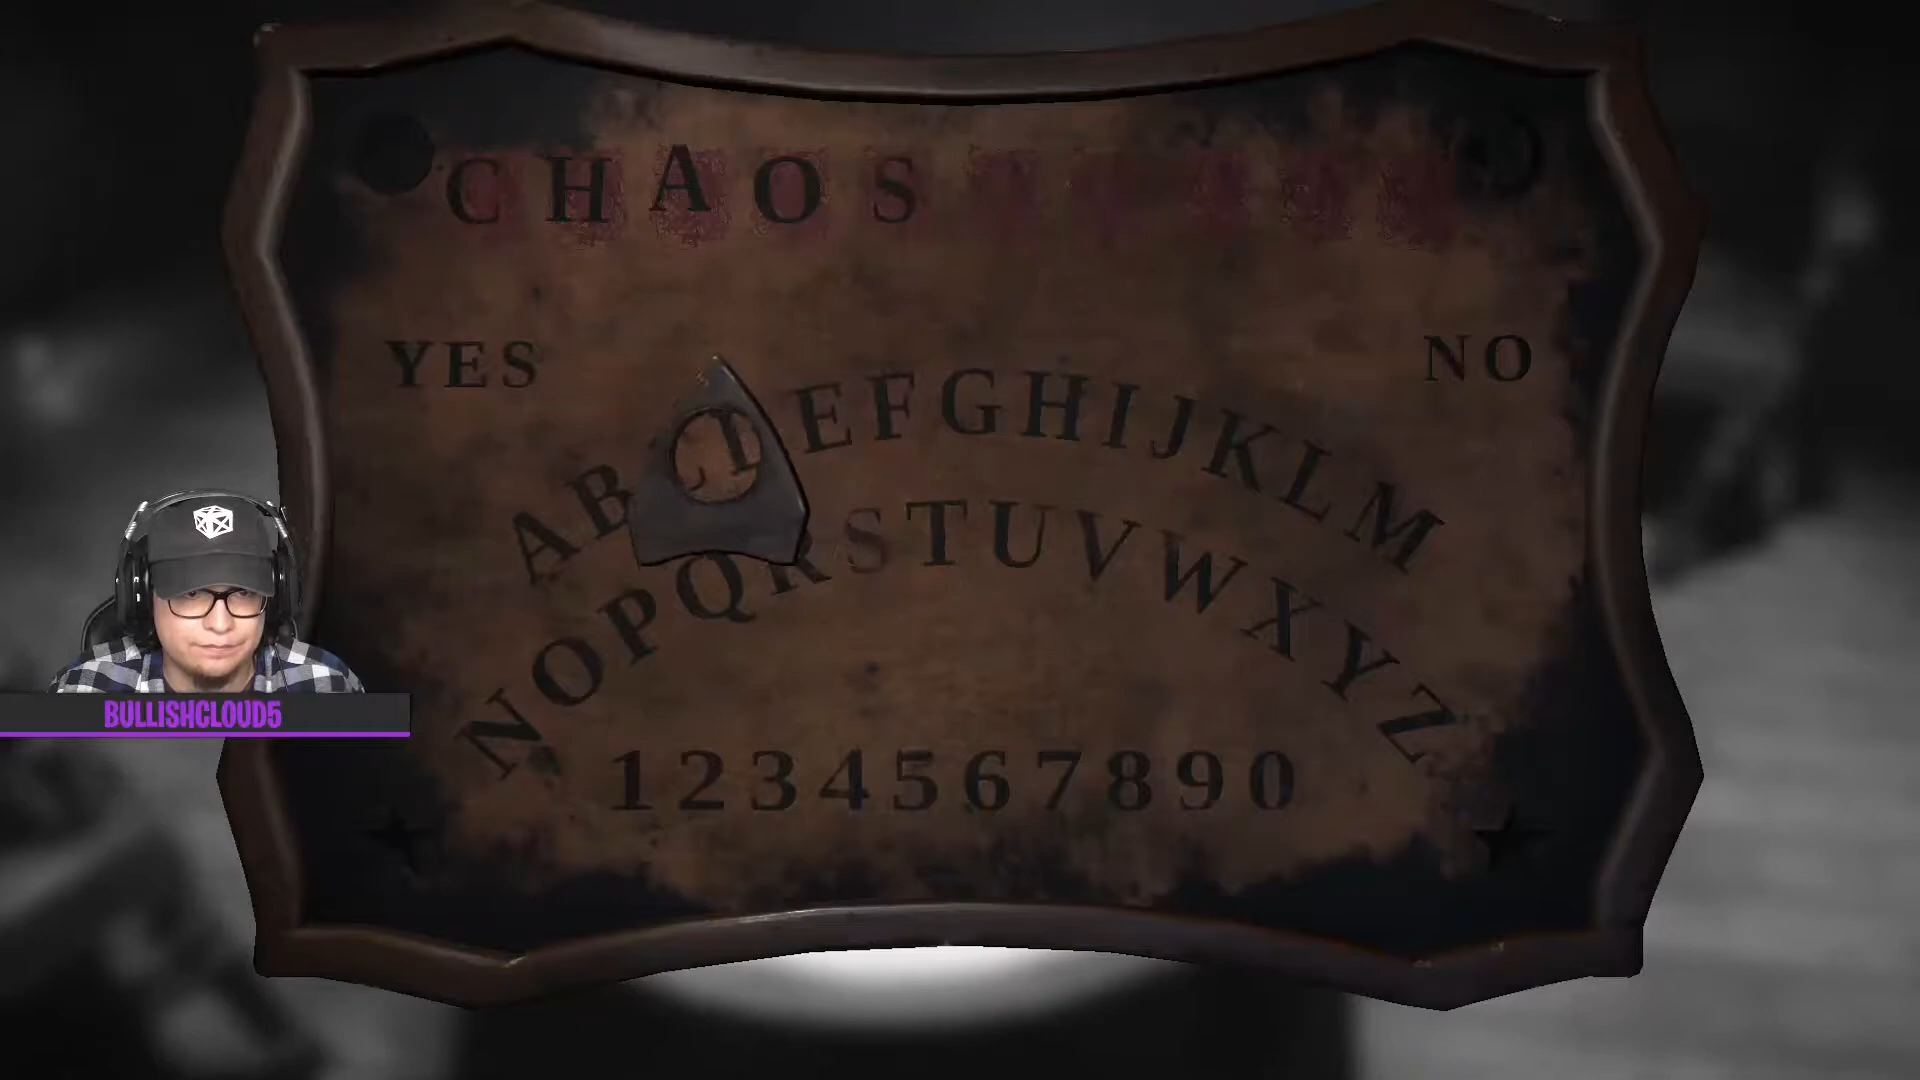 CHAOS
YES NO
ABCDEFGHIJKLM
NOPQRSTUVWXYZ
1234567890
BULLISHCLOUD5